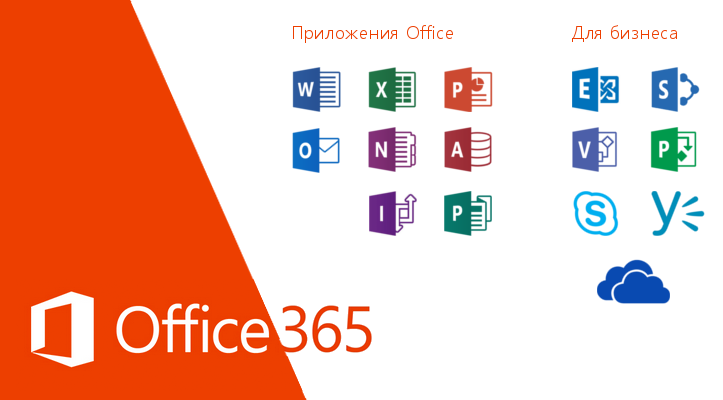 Приложения Office
Для бизнеса
W X P
E S
O N A
V P
I P
S y
Office 365